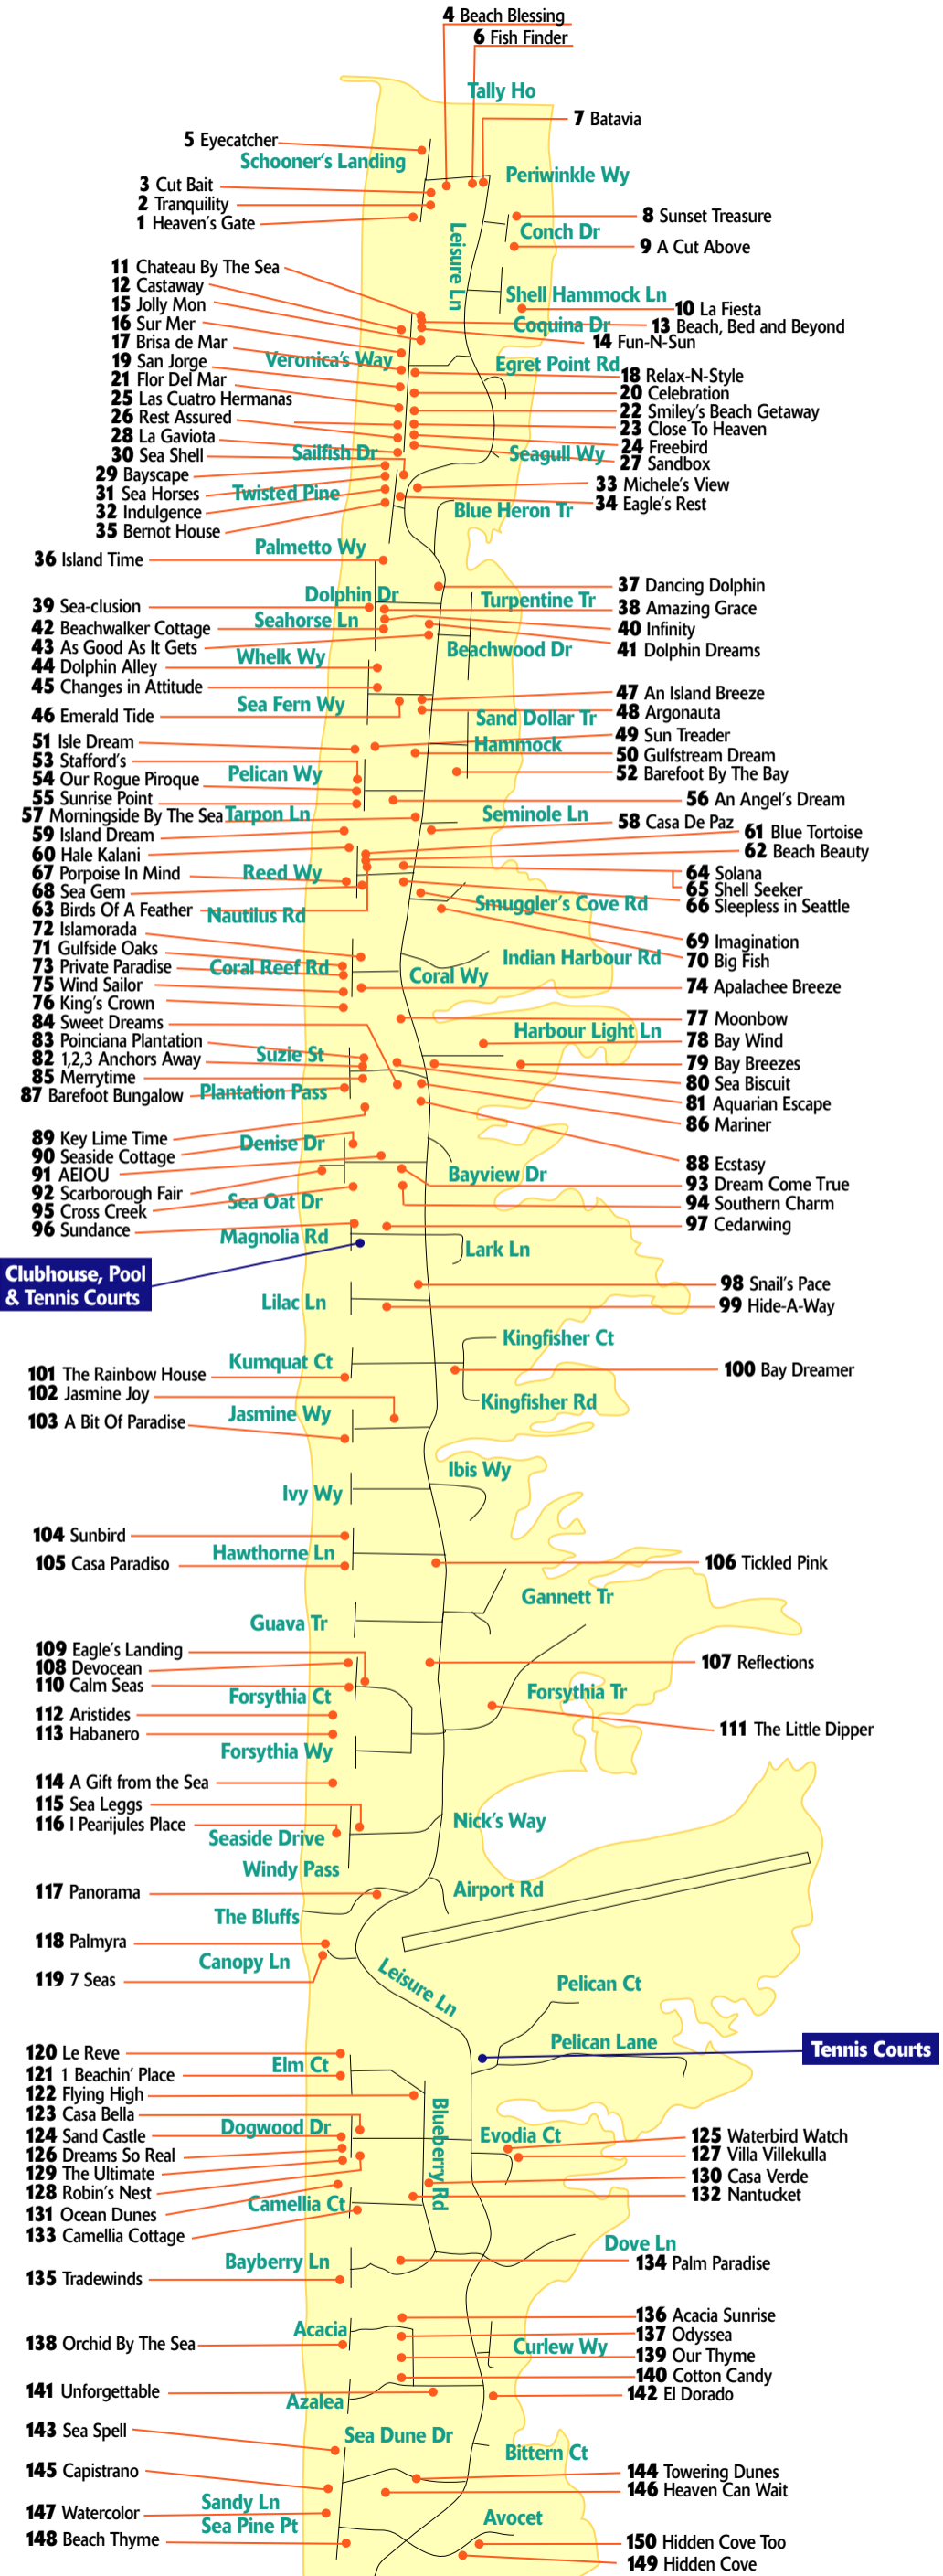 4 Beach Blessing
6 Fish Finder
Tally Ho
7 Batavia
5 Eyecatcher
Schooner's Landing
Periwinkle Wy
3 Cut Bait
2 Tranquility
1 Heaven's Gate
8 Sunset Treasure
Conch Dr
9 A Cut Above
Leisure Ln
11 Chateau By The Sea
12 Castaway
15 Jolly Mon
16 Sur Mer
17 Brisa de Mar
19 San Jorge
21 Flor Del Mar
25 Las Cuatro Hermanas
26 Rest Assured
28 La Gaviota
30 Sea Shell
29 Bayscape
31 Sea Horses
32 Indulgence
35 Bernot House
Shell Hammock Ln
10 La Fiesta
Coquina Dr
13 Beach, Bed and Beyond
14 Fun-N-Sun
Veronica's Way
Egret Point Rd
18 Relax-N-Style
20 Celebration
22 Smiley's Beach Getaway
23 Close To Heaven
24 Freebird
27 Sandbox
Sailfish Dr
Seagull Wy
Twisted Pine
33 Michele's View
34 Eagle's Rest
Blue Heron Tr
Palmetto Wy
36 Island Time
37 Dancing Dolphin
Dolphin Dr
Turpentine Tr
39 Sea-clusion
38 Amazing Grace
Seahorse Ln
42 Beachwalker Cottage
40 Infinity
43 As Good As It Gets
41 Dolphin Dreams
Beachwood Dr
Whelk Wy
44 Dolphin Alley
45 Changes in Attitude
47 An Island Breeze
Sea Fern Wy
46 Emerald Tide
48 Argonauta
Sand Dollar Tr
49 Sun Treader
51 Isle Dream
Hammock
50 Gulfstream Dream
53 Stafford's
Pelican Wy
52 Barefoot By The Bay
54 Our Rogue Piroque
55 Sunrise Point
56 An Angel's Dream
57 Morningside By The Sea
Tarpon Ln
Seminole Ln
58 Casa De Paz
59 Island Dream
61 Blue Tortoise
60 Hale Kalani
62 Beach Beauty
67 Porpoise In Mind
Reed Wy
64 Solana
68 Sea Gem
65 Shell Seeker
63 Birds Of A Feather
Nautilus Rd
Smuggler's Cove Rd
66 Sleepless in Seattle
72 Islamorada
69 Imagination
71 Gulfside Oaks
Indian Harbour Rd
70 Big Fish
73 Private Paradise
Coral Reef Rd
Coral Wy
75 Wind Sailor
74 Apalachee Breeze
76 King's Crown
84 Sweet Dreams
77 Moonbow
Harbour Light Ln
83 Poinciana Plantation
78 Bay Wind
82 1,2,3 Anchors Away
Suzie St
79 Bay Breezes
85 Merrytime
80 Sea Biscuit
87 Barefoot Bungalow
Plantation Pass
81 Aquarian Escape
86 Mariner
89 Key Lime Time
Denise Dr
90 Seaside Cottage
88 Ecstasy
91 AEIOU
Bayview Dr
93 Dream Come True
92 Scarborough Fair
Sea Oat Dr
94 Southern Charm
95 Cross Creek
96 Sundance
97 Cedarwing
Magnolia Rd
Lark Ln
Clubhouse, Pool
& Tennis Courts
98 Snail's Pace
Lilac Ln
99 Hide-A-Way
Kingfisher Ct
Kumquat Ct
101 The Rainbow House
100 Bay Dreamer
102 Jasmine Joy
Kingfisher Rd
Jasmine Wy
103 A Bit Of Paradise
Ibis Wy
Ivy Wy
104 Sunbird
Hawthorne Ln
105 Casa Paradiso
106 Tickled Pink
Gannett Tr
Guava Tr
109 Eagle's Landing
108 Devocean
107 Reflections
110 Calm Seas
Forsythia Ct
Forsythia Tr
112 Aristides
113 Habanero
111 The Little Dipper
Forsythia Wy
114 A Gift from the Sea
115 Sea Leggs
116 I Pearijules Place
Nick's Way
Seaside Drive
Windy Pass
117 Panorama
Airport Rd
The Bluffs
118 Palmyra
Canopy Ln
119 7 Seas
Leisure Ln
Pelican Ct
Pelican Lane
Tennis Courts
120 Le Reve
Elm Ct
121 1 Beachin' Place
122 Flying High
123 Casa Bella
Dogwood Dr
Blueberry Rd
Evodia Ct
124 Sand Castle
125 Waterbird Watch
126 Dreams So Real
127 Villa Villekulla
129 The Ultimate
130 Casa Verde
128 Robin's Nest
132 Nantucket
131 Ocean Dunes
Camellia Ct
133 Camellia Cottage
Dove Ln
Bayberry Ln
134 Palm Paradise
135 Tradewinds
136 Acacia Sunrise
Acacia
137 Odyssea
138 Orchid By The Sea
Curlew Wy
139 Our Thyme
140 Cotton Candy
141 Unforgettable
Azalea
142 El Dorado
143 Sea Spell
Sea Dune Dr
Bittern Ct
145 Capistrano
144 Towering Dunes
146 Heaven Can Wait
Sandy Ln
147 Watercolor
Sea Pine Pt
Avocet
148 Beach Thyme
150 Hidden Cove Too
149 Hidden Cove